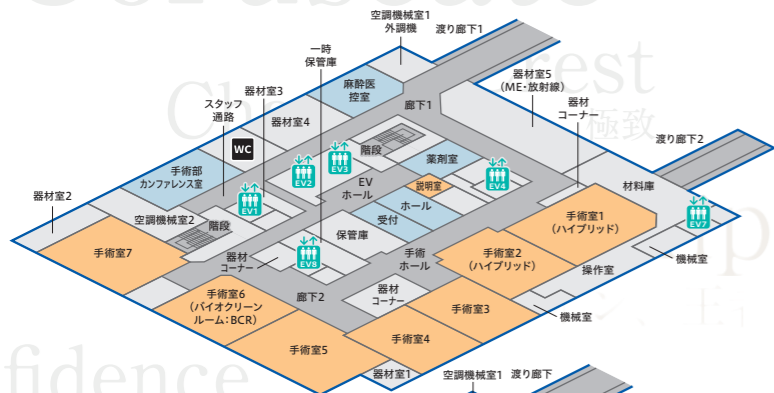 空調機械室1
外調機
渡り廊下1
一時
保管庫
器材室3
麻酔医
控室
器材室5
(ME・放射線)
スタッフ
通路
器材室4
廊下1
器材
コーナー
極致
渡り廊下2
WC
手術部
カンファレンス室
EV2
EV3
階段
薬剤室
EV4
EV
ホール
説明室
材料庫
器材室2
EV1
ホール
手術室1
(ハイブリッド)
EV7
空調機械室2
階段
受付
保管庫
手術室7
手術
ホール
手術室2
(ハイブリッド)
機械室
器材
コーナー
EV8
操作室
手術室6
(バイオクリーン
ルーム:BCR)
廊下2
器材
コーナー
手術室3
機械室
手術室5
手術室4
fidence
器材室1
空調機械室1
渡り廊下